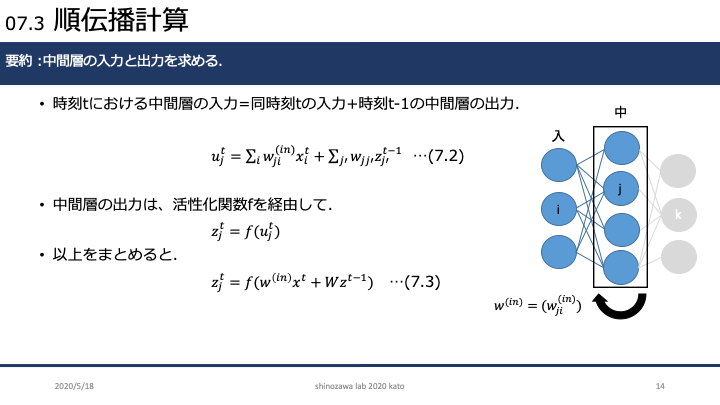 07.3 順伝播計算
要約 :中間層の入力と出力を求める.
• 時刻tにおける中間層の入力=同時刻tの入力+時刻t-1の中間層の出力.
u_j^t = ∑_i w_{ji}^{(in)} x_i^t + ∑_{j'} w_{jj'} z_{j'}^{t−1} …(7.2)
• 中間層の出力は、活性化関数fを経由して.
z_j^t = f(u_j^t)
• 以上をまとめると.
z_j^t = f(w^{(in)} x^t + W z^{t−1}) …(7.3)
中
入
j
i
k
w^{(in)} = (w_{ji}^{(in)})
2020/5/18
shinozawa lab 2020 kato
14